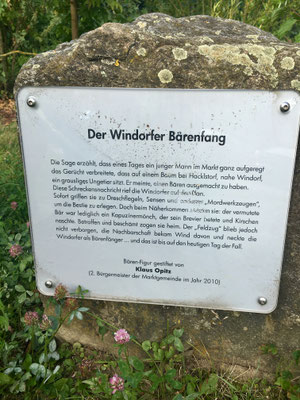 Der Windorfer Bärenfang
Die Sage erzählt, dass eines Tages ein junger Mann im Markt ganz aufgeregt
das Gerücht verbreitete, dass auf einem Baum bei Hacklstorf, nahe Windorf,
ein grausliges Ungetier sitzt. Er meinte, einen Bären ausgemacht zu haben.
Diese Schreckensnachricht rief die Windorfer auf den Plan.
Sofort griffen sie zu Dreschflegeln, Sensen und anderen „Mordwerkzeugen",
um die Bestie zu erlegen. Doch beim Näherkommen sahen sie: der vermutete
Bär war lediglich ein Kapuzinermönch, der sein Brevier betete und Kirschen
naschte. Betroffen und beschämt zogen sie heim. Der „Feldzug" blieb jedoch
nicht verborgen, die Nachbarschaft bekam Wind davon und neckte die
Windorfer als Bärenfänger ... und das ist bis auf den heutigen Tag der Fall.
Bären-Figur gestiftet von
Klaus Opitz
(2. Bürgermeister der Marktgemeinde im Jahr 2010)